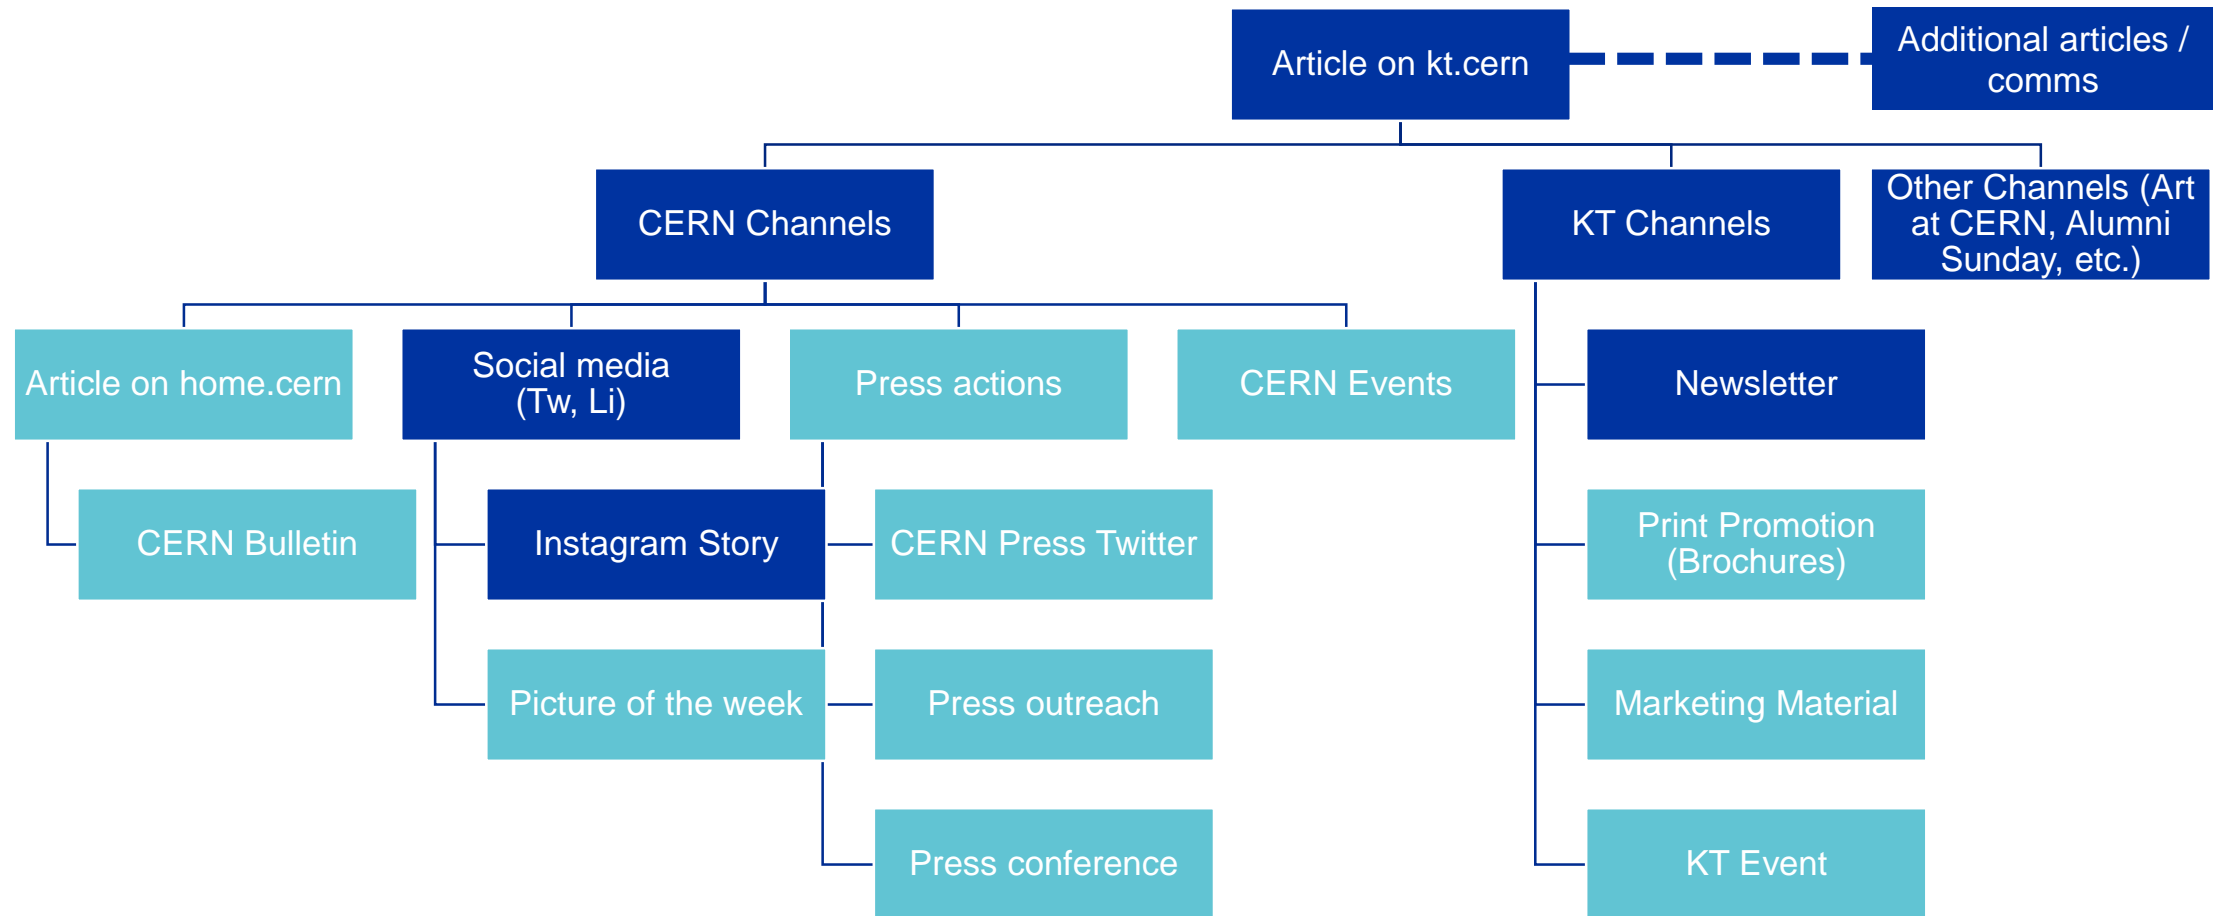 Article on kt.cern
Additional articles /
comms
CERN Channels
KT Channels
Other Channels (Art
at CERN, Alumni
Sunday, etc.)
Article on home.cern
Social media
(Tw, Li)
Press actions
CERN Events
Newsletter
CERN Bulletin
Instagram Story
CERN Press Twitter
Print Promotion
(Brochures)
Picture of the week
Press outreach
Marketing Material
Press conference
KT Event